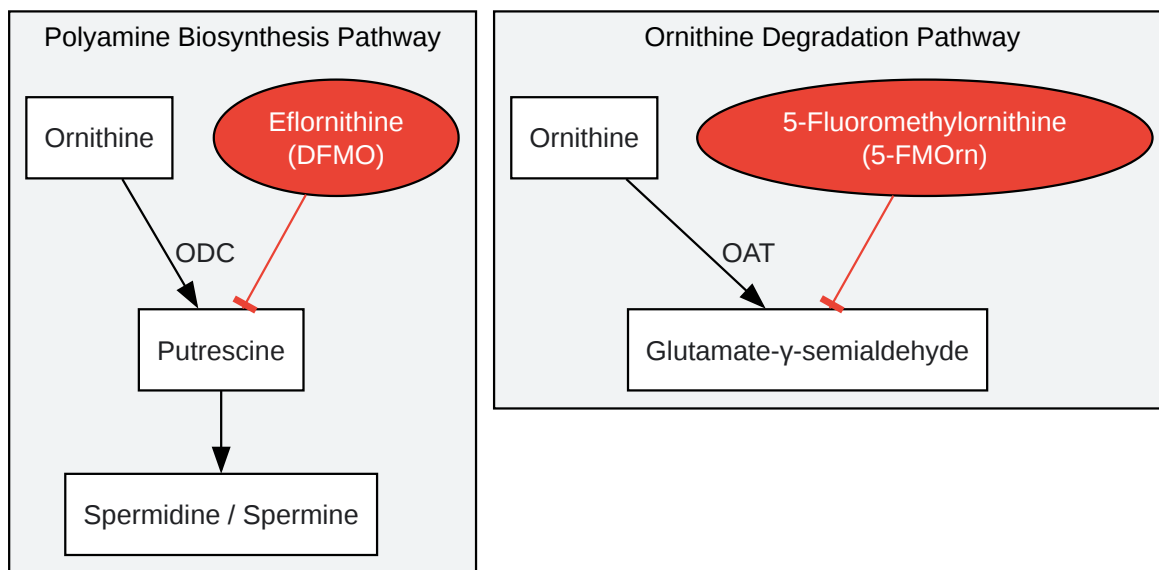 Polyamine Biosynthesis Pathway
Ornithine
Eflornithine
(DFMO)
ODC
Putrescine
Spermidine / Spermine
Ornithine Degradation Pathway
Ornithine
5-Fluoromethylornithine
(5-FMOrn)
OAT
Glutamate-γ-semialdehyde